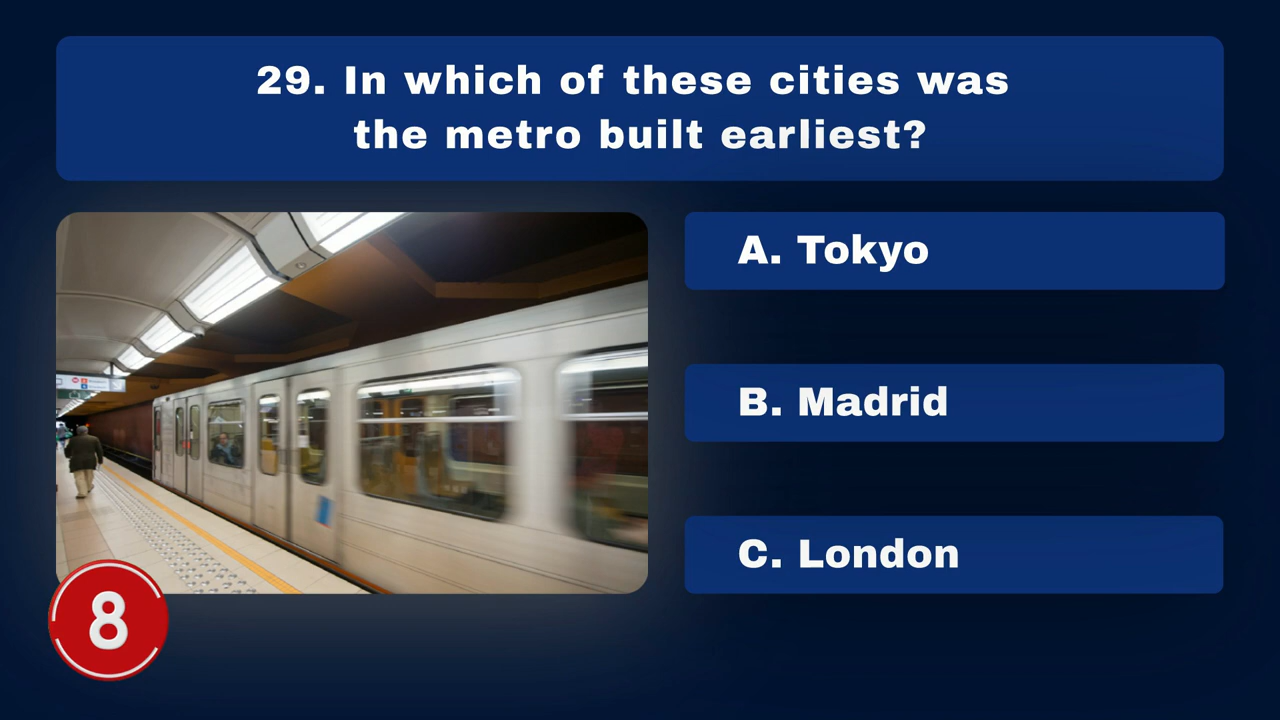 29. In which of these cities was
the metro built earliest?
A. Tokyo
B. Madrid
C. London
8